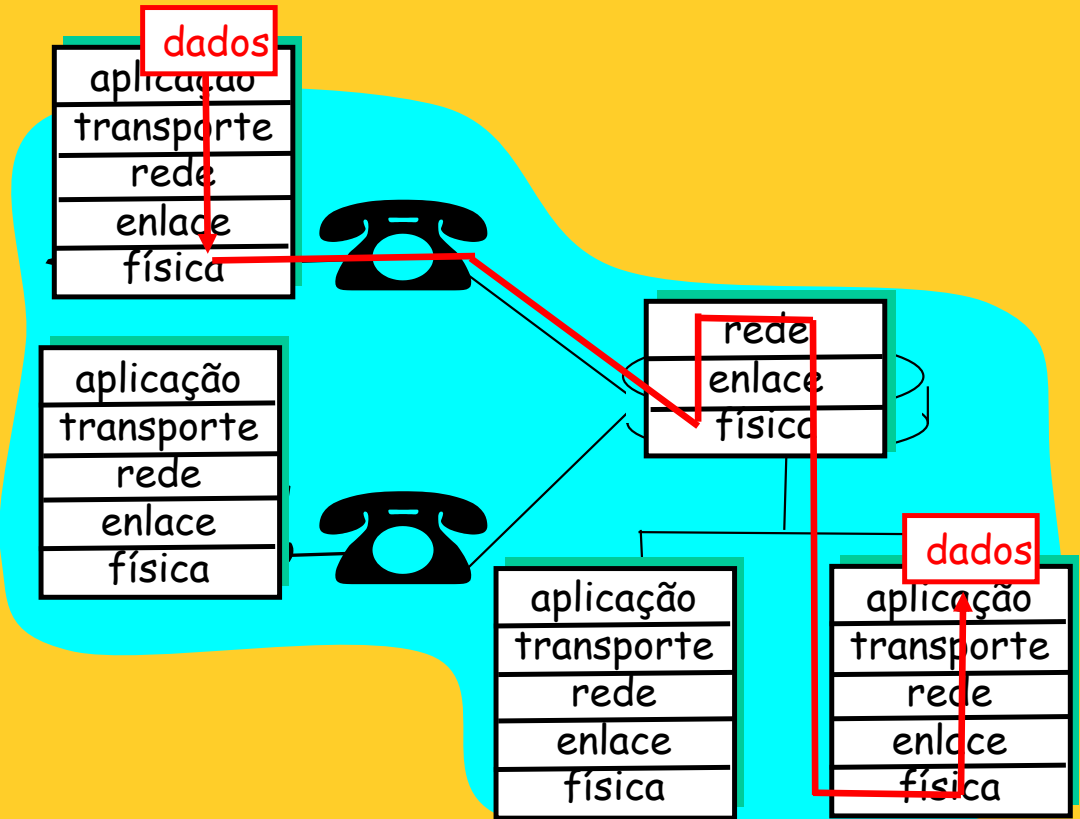 dados
aplicação
transporte
rede
enlace
física
aplicação
transporte
rede
enlace
física
rede
enlace
física
aplicação
transporte
rede
enlace
física
dados
aplicação
transporte
rede
enlace
física